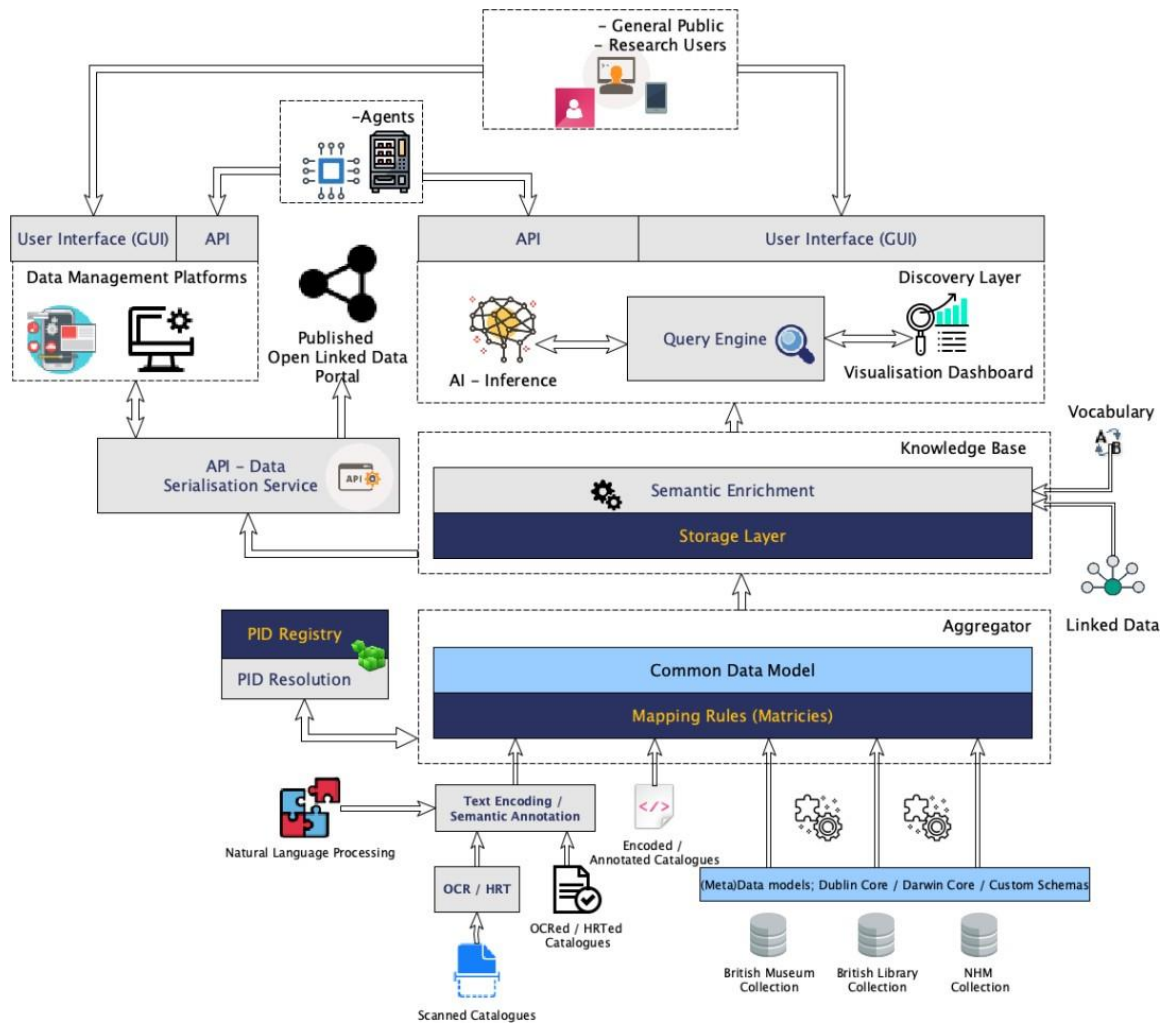 - General Public
- Research Users
-Agents
User Interface (GUI)
API
API
User Interface (GUI)
Data Management Platforms
Discovery Layer
Published
Open Linked Data
Portal
Query Engine
AI - Inference
Visualisation Dashboard
Vocabulary
A
B
Knowledge Base
API - Data
Serialisation Service
API
Semantic Enrichment
Storage Layer
Linked Data
PID Registry
PID Resolution
Aggregator
Common Data Model
Mapping Rules (Matricies)
Text Encoding /
Semantic Annotation
Natural Language Processing
</>
Encoded /
Annotated Catalogues
OCR / HRT
OCRed / HRTed
Catalogues
(Meta)Data models; Dublin Core / Darwin Core / Custom Schemas
British Museum
Collection
British Library
Collection
NHM
Collection
Scanned Catalogues